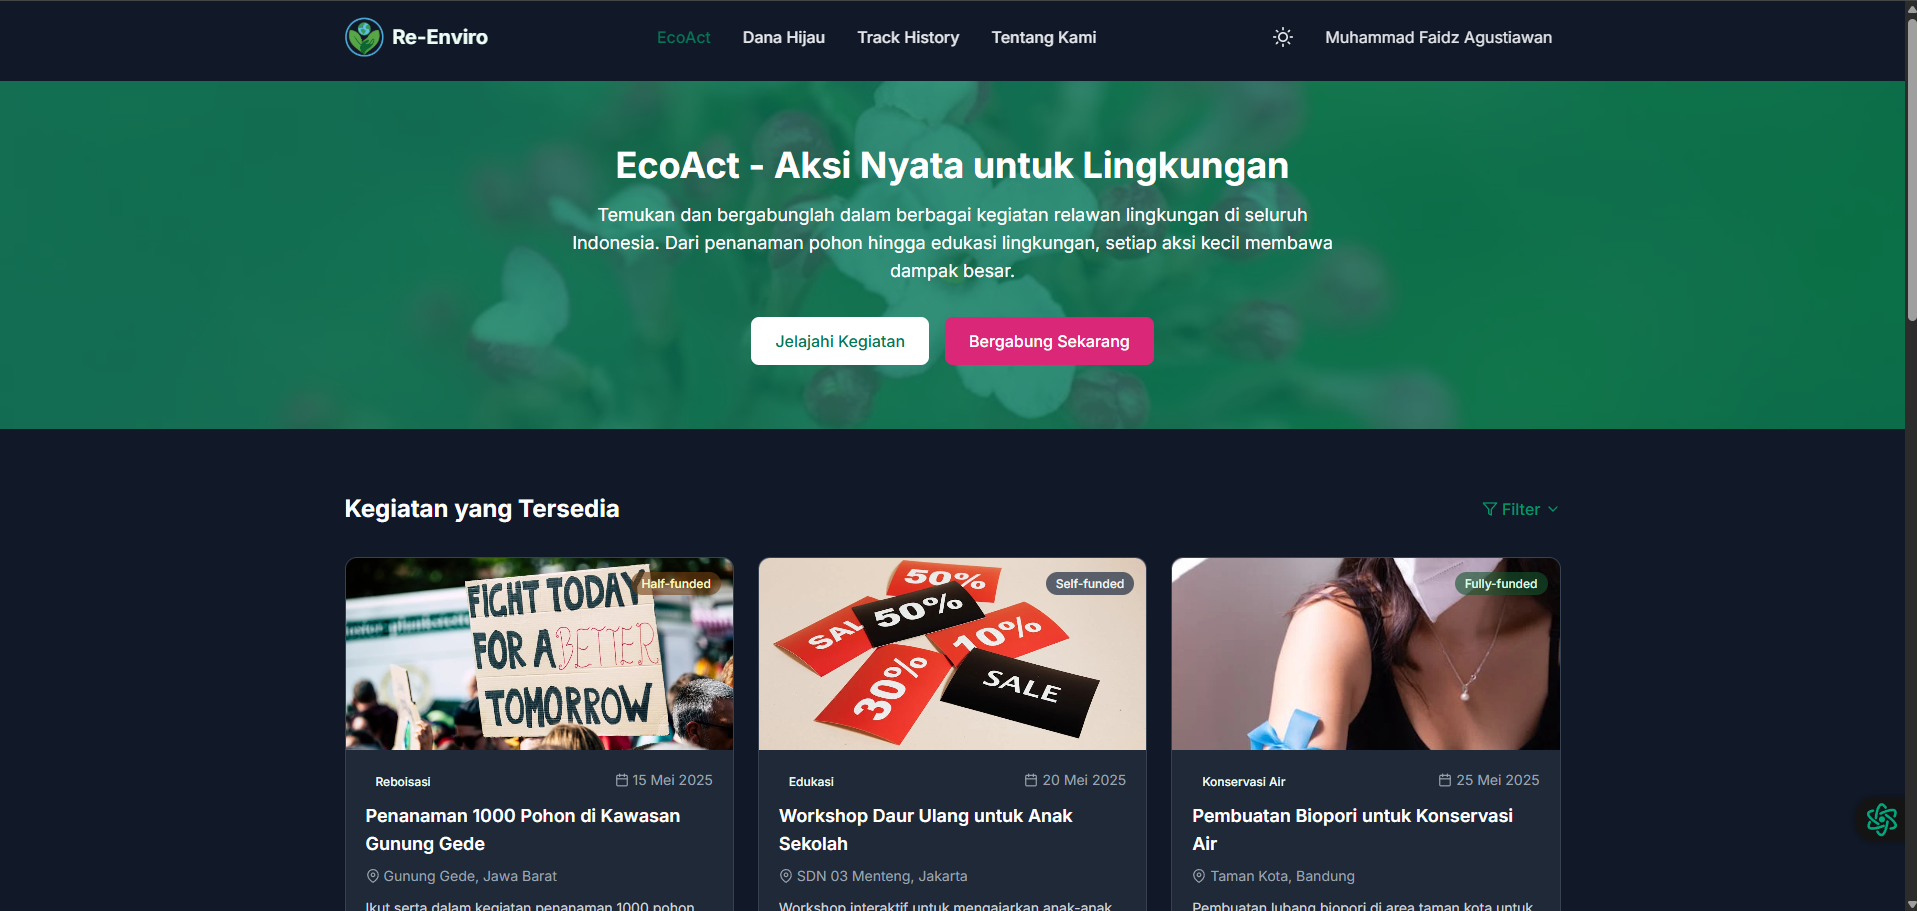 Re-Enviro
EcoAct
Dana Hijau
Track History
Tentang Kami
Muhammad Faidz Agustiawan
EcoAct - Aksi Nyata untuk Lingkungan
Temukan dan bergabunglah dalam berbagai kegiatan relawan lingkungan di seluruh
Indonesia. Dari penanaman pohon hingga edukasi lingkungan, setiap aksi kecil membawa
dampak besar.
Jelajahi Kegiatan
Bergabung Sekarang
Kegiatan yang Tersedia
Filter
FIGHT TODAY
FOR A BETTER
TOMORROW
Half-funded
Reboisasi
15 Mei 2025
Penanaman 1000 Pohon di Kawasan
Gunung Gede
Gunung Gede, Jawa Barat
Ikut serta dalam kegiatan penanaman 1000 pohon
50%
SAL
50%
10%
30%
SALE
Self-funded
Edukasi
20 Mei 2025
Workshop Daur Ulang untuk Anak
Sekolah
SDN 03 Menteng, Jakarta
Workshop interaktif untuk mengajarkan anak-anak
Fully-funded
Konservasi Air
25 Mei 2025
Pembuatan Biopori untuk Konservasi
Air
Taman Kota, Bandung
Pembuatan lubang biopori di area taman kota untuk